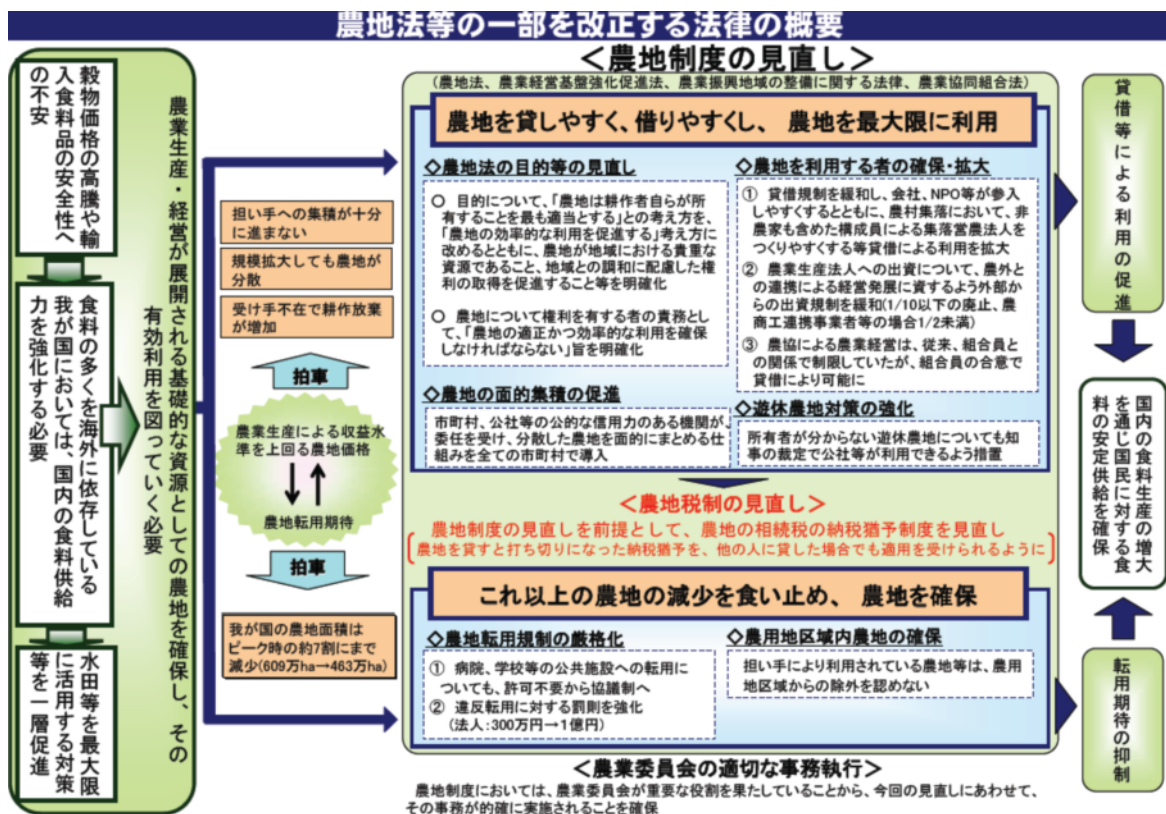 農地法等の一部を改正する法律の概要
穀物価格の高騰や輸
入食料品の安全性へ
の不安
食料の多くを海外に依存している
我が国においては、国内の食料供給
力を強化する必要
水田等を最大限
に活用する対策
等を一層促進
農業生産・経営が展開される基礎的な資源としての農地を確保し、その
有効利用を図っていく必要
担い手への集積が十分
に進まない
規模拡大しても農地が
分散
受け手不在で耕作放棄
が増加
拍車
農業生産による収益水
準を上回る農地価格
農地転用期待
拍車
我が国の農地面積は
ピーク時の約7割にまで
減少(609万ha→463万ha)
<農地制度の見直し>
(農地法、農業経営基盤強化促進法、農業振興地域の整備に関する法律、農業協同組合法)
農地を貸しやすく、借りやすくし、 農地を最大限に利用
◇農地法の目的等の見直し
○ 目的について、「農地は耕作者自らが所
有することを最も適当とする」との考え方を、
「農地の効率的な利用を促進する」考え方に
改めるとともに、農地が地域における貴重な
資源であること、地域との調和に配慮した権
利の取得を促進すること等を明確化
○ 農地について権利を有する者の責務とし
て、「農地の適正かつ効率的な利用を確保
しなければならない」旨を明確化
◇農地を利用する者の確保・拡大
① 貸借規制を緩和し、会社、NPO等が参入
しやすくするとともに、農村集落において、非
農家も含めた構成員による集落営農法人を
つくりやすくする等貸借による利用を拡大
② 農業生産法人への出資について、農外と
の連携による経営発展に資するよう外部か
らの出資規制を緩和(1/10以下の廃止、農
商工連携事業者等の場合1/2未満)
③ 農協による農業経営は、従来、組合員と
の関係で制限していたが、組合員の合意で
貸借により可能に
◇農地の面的集積の促進
市町村、公社等の公的な信用力のある機関が、
委任を受け、分散した農地を面的にまとめる仕
組みを全ての市町村で導入
◇遊休農地対策の強化
所有者が分からない遊休農地についても知
事の裁定で公社等が利用できるよう措置
<農地税制の見直し>
農地制度の見直しを前提として、農地の相続税の納税猶予制度を見直し
農地を貸すと打ち切りになった納税猶予を、他の人に貸した場合でも適用を受けられるように
これ以上の農地の減少を食い止め、 農地を確保
◇農地転用規制の厳格化
① 病院、学校等の公共施設への転用に
ついても、許可不要から協議制へ
② 違反転用に対する罰則を強化
(法人:300万円→1億円)
◇農用地区域内農地の確保
担い手により利用されている農地等は、農用
地区域からの除外を認めない
<農業委員会の適切な事務執行>
農地制度においては、農業委員会が重要な役割を果たしていることから、今回の見直しにあわせて、
その事務が的確に実施されることを確保
貸借等による利用の促進
国内の食料生産の増大
を通じ国民に対する食
料の安定供給を確保
転用期待の抑制